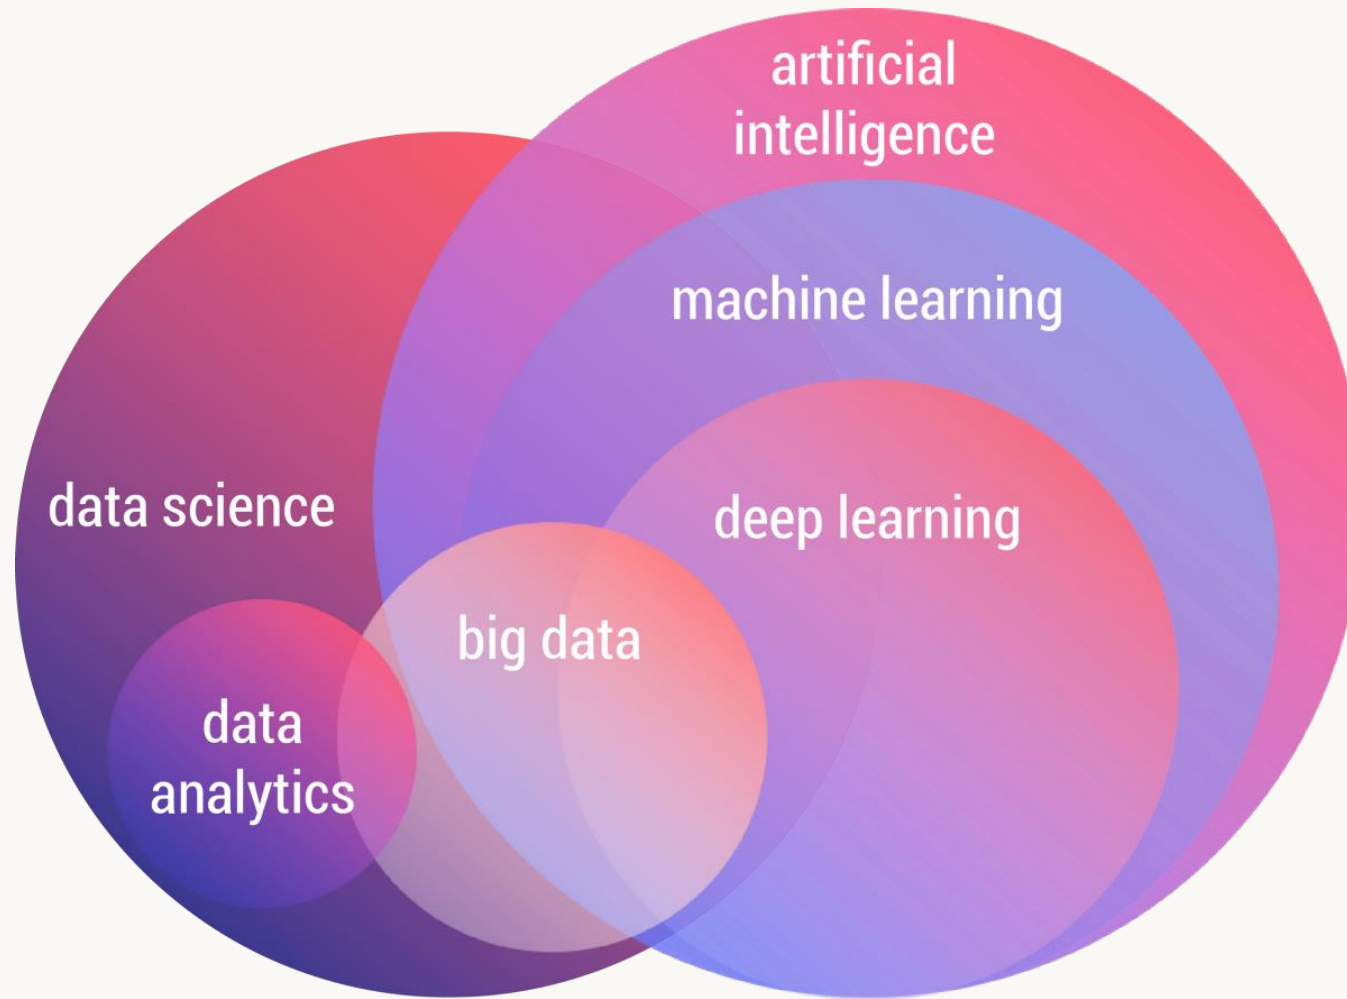 artificial
intelligence
machine learning
data science
deep learning
big data
data
analytics